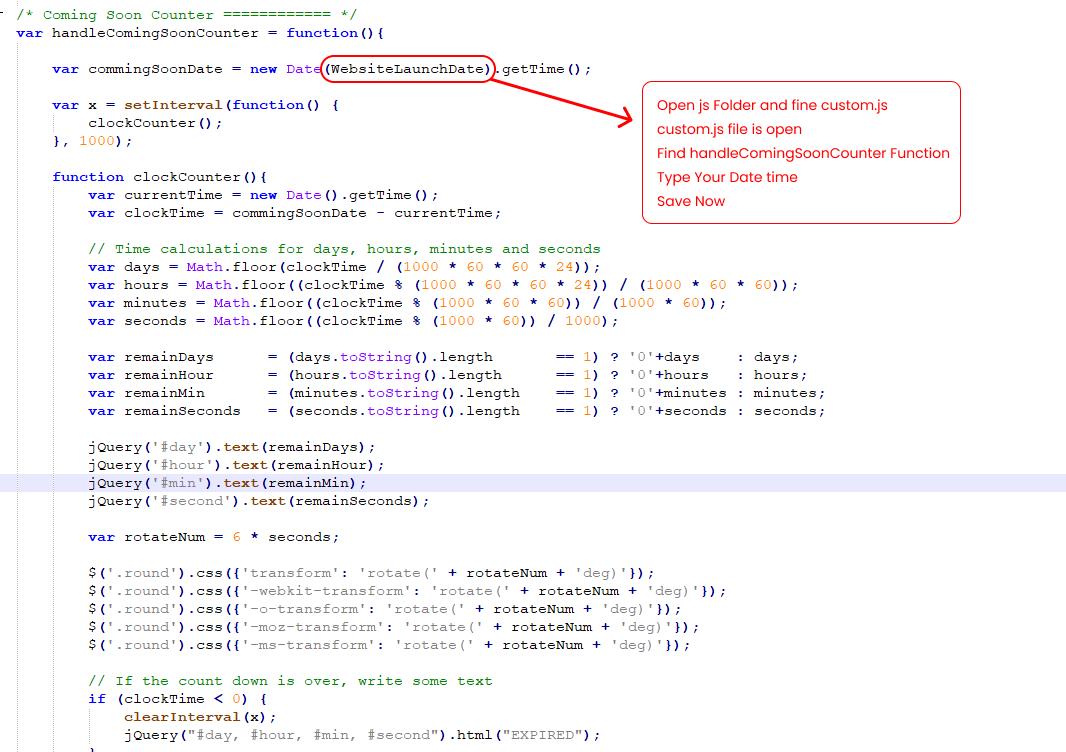 /* Coming Soon Counter ============ */
var handleComingSoonCounter = function(){
var commingSoonDate = new Date(WebsiteLaunchDate).getTime();
Open js Folder and fine custom.js
custom.js file is open
Find handleComingSoonCounter Function
Type Your Date time
Save Now
var x = setInterval(function() {
clockCounter();
}, 1000);
function clockCounter(){
var currentTime = new Date().getTime();
var clockTime = commingSoonDate - currentTime;
// Time calculations for days, hours, minutes and seconds
var days = Math.floor(clockTime / (1000 * 60 * 60 * 24));
var hours = Math.floor((clockTime % (1000 * 60 * 60 * 24)) / (1000 * 60 * 60));
var minutes = Math.floor((clockTime % (1000 * 60 * 60)) / (1000 * 60));
var seconds = Math.floor((clockTime % (1000 * 60)) / 1000);
var remainDays = (days.toString().length == 1) ? '0'+days : days;
var remainHour = (hours.toString().length == 1) ? '0'+hours : hours;
var remainMin = (minutes.toString().length == 1) ? '0'+minutes : minutes;
var remainSeconds = (seconds.toString().length == 1) ? '0'+seconds : seconds;
jQuery('#day').text(remainDays);
jQuery('#hour').text(remainHour);
jQuery('#min').text(remainMin);
jQuery('#second').text(remainSeconds);
var rotateNum = 6 * seconds;
$('.round').css({'transform': 'rotate(' + rotateNum + 'deg)'});
$('.round').css({'-webkit-transform': 'rotate(' + rotateNum + 'deg)'});
$('.round').css({'-o-transform': 'rotate(' + rotateNum + 'deg)'});
$('.round').css({'-moz-transform': 'rotate(' + rotateNum + 'deg)'});
$('.round').css({'-ms-transform': 'rotate(' + rotateNum + 'deg)'});
// If the count down is over, write some text
if (clockTime < 0) {
clearInterval(x);
jQuery("#day, #hour, #min, #second").html("EXPIRED");